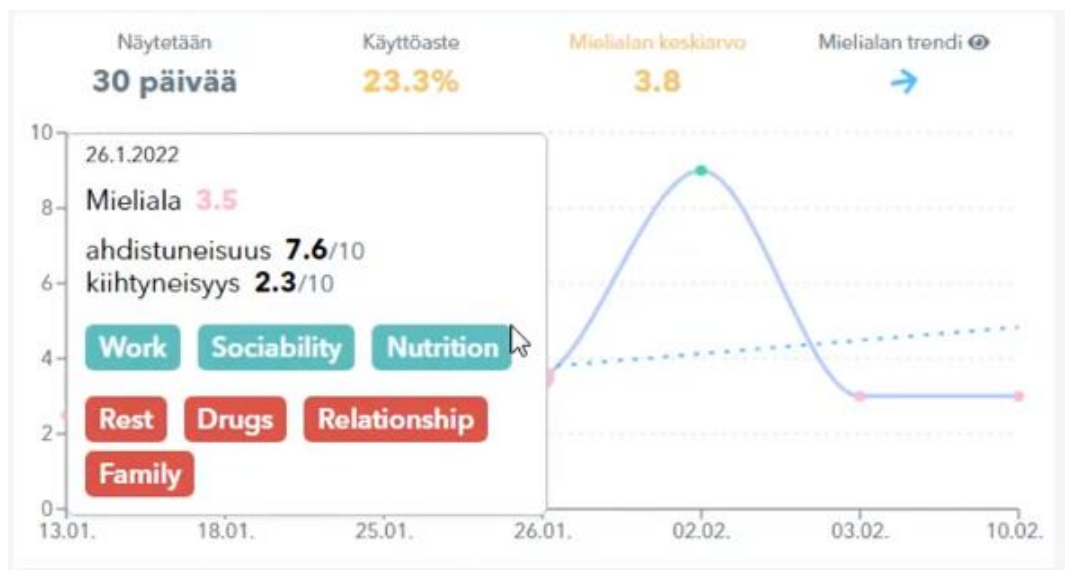 Näytetään Käyttöaste Mielialan keskiarvo Mielialan trendi
30 päivää 23.3% 3.8
10
8
6
4
2
0
26.1.2022
Mieliala 3.5
ahdistuneisuus 7.6/10
kiihtyneisyys 2.3/10
Work Sociability Nutrition
Rest Drugs Relationship
Family
13.01. 18.01. 25.01. 26.01. 02.02. 03.02. 10.02.